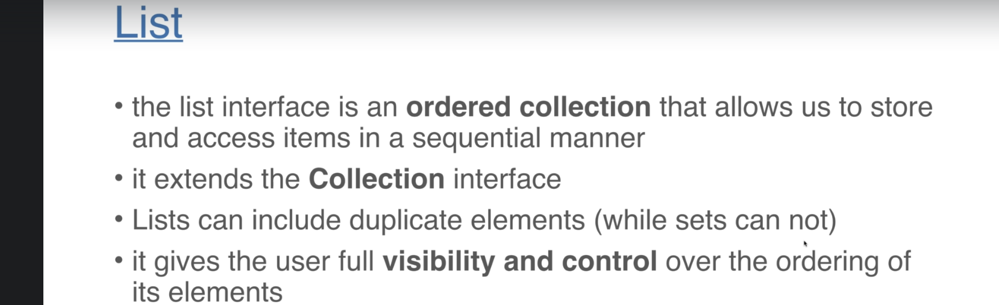 List
• the list interface is an ordered collection that allows us to store
and access items in a sequential manner
• it extends the Collection interface
• Lists can include duplicate elements (while sets can not)
• it gives the user full visibility and control over the ordering of
its elements